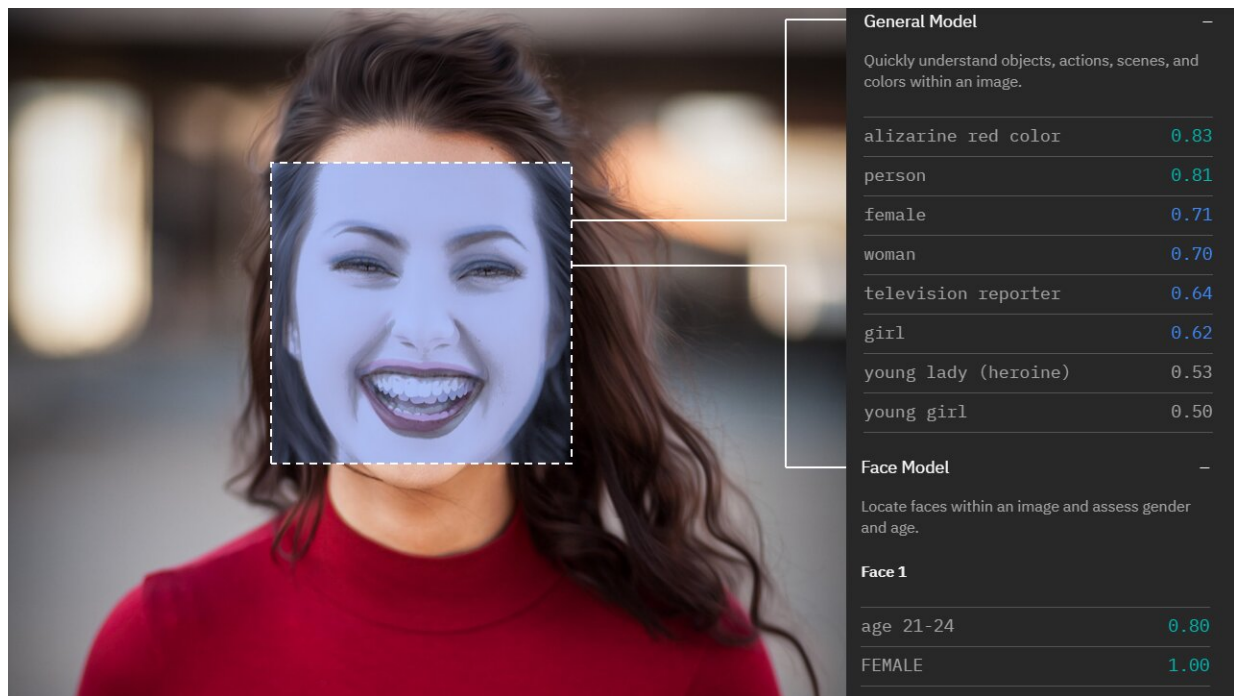 General Model –
Quickly understand objects, actions, scenes, and
colors within an image.
alizarine red color 0.83
person 0.81
female 0.71
woman 0.70
television reporter 0.64
girl 0.62
young lady (heroine) 0.53
young girl 0.50
Face Model –
Locate faces within an image and assess gender
and age.
Face 1
age 21-24 0.80
FEMALE 1.00